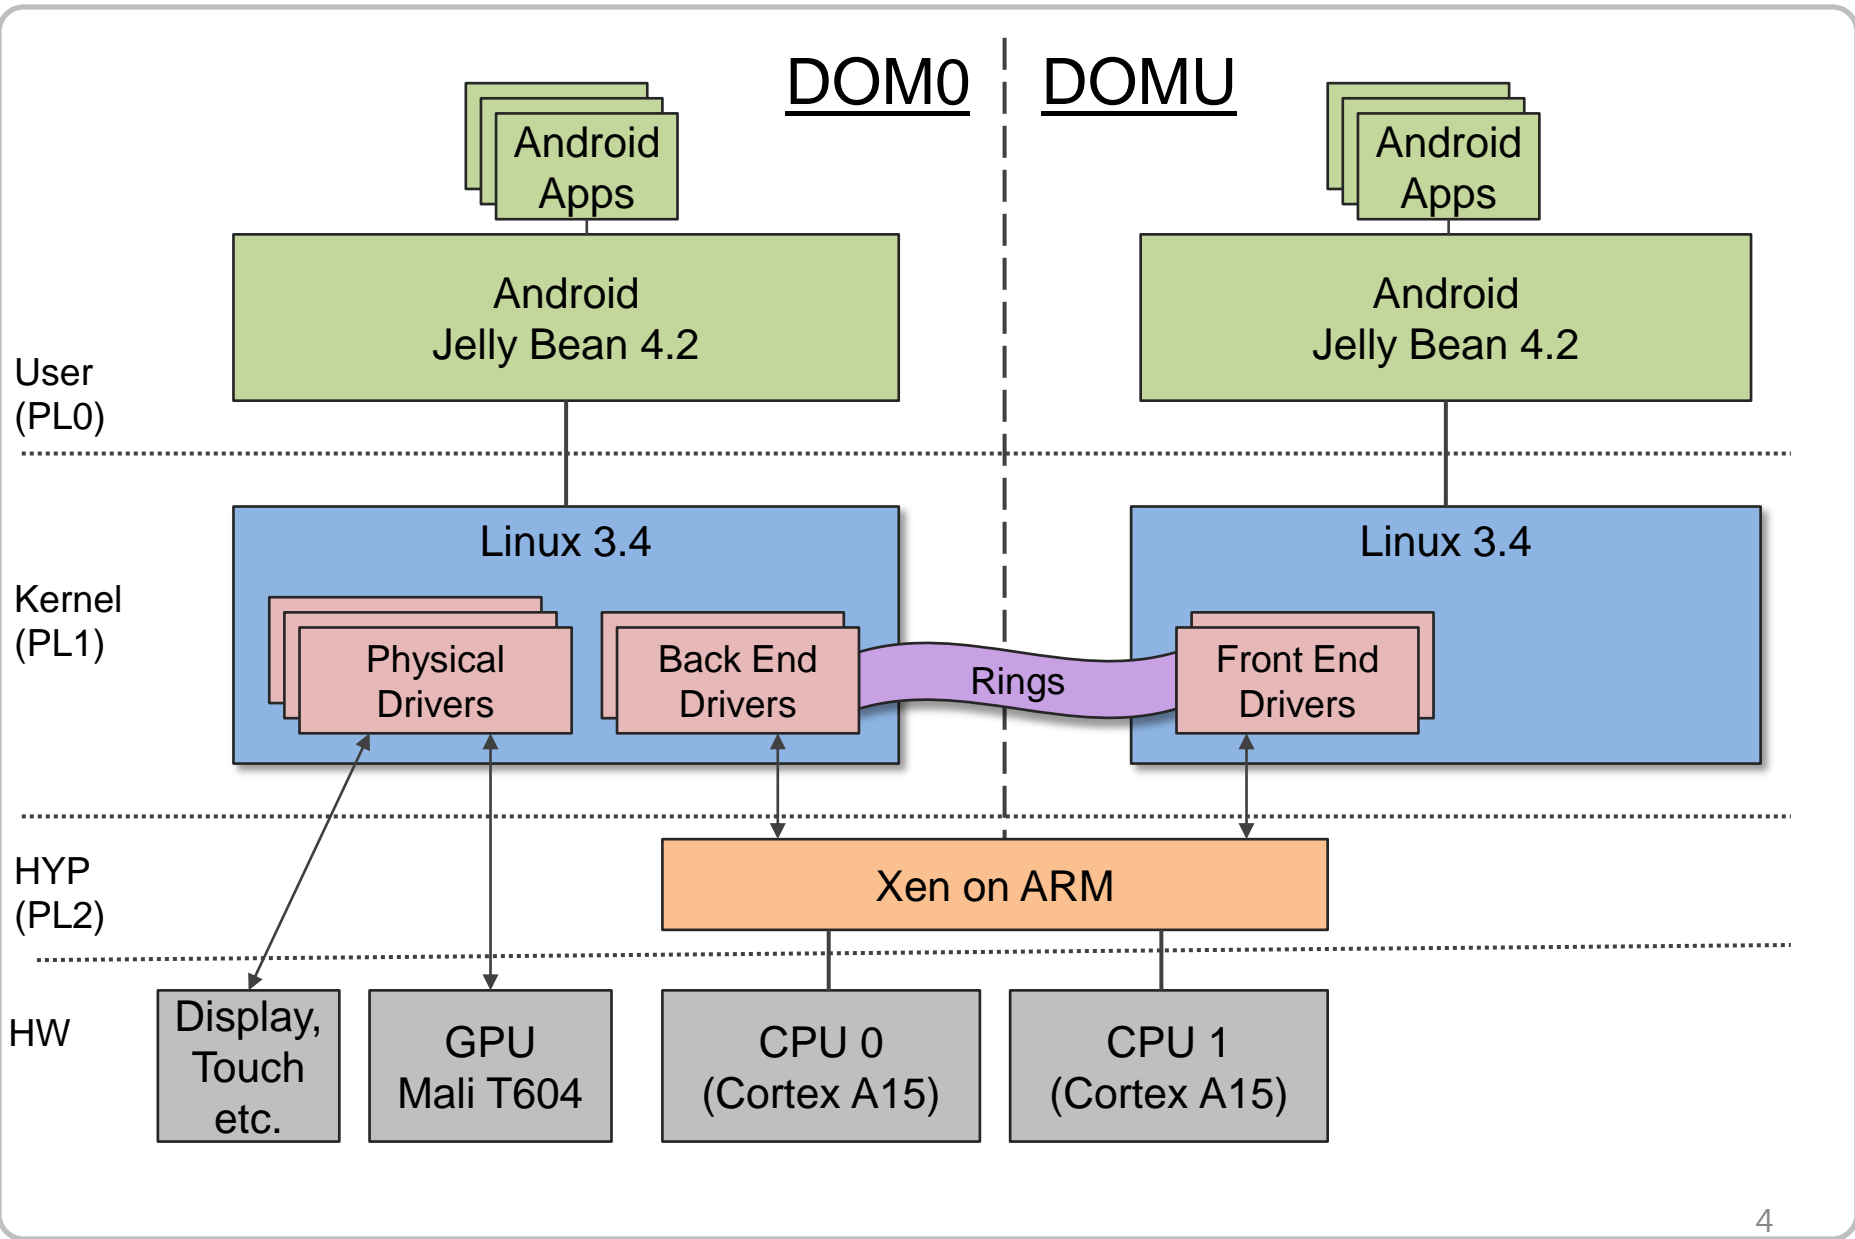 DOM0
DOMU
Android
Apps
Android
Apps
Android
Jelly Bean 4.2
Android
Jelly Bean 4.2
User
(PL0)
Linux 3.4
Linux 3.4
Kernel
(PL1)
Physical
Drivers
Back End
Drivers
Rings
Front End
Drivers
HYP
(PL2)
Xen on ARM
HW
Display,
Touch
etc.
GPU
Mali T604
CPU 0
(Cortex A15)
CPU 1
(Cortex A15)
4